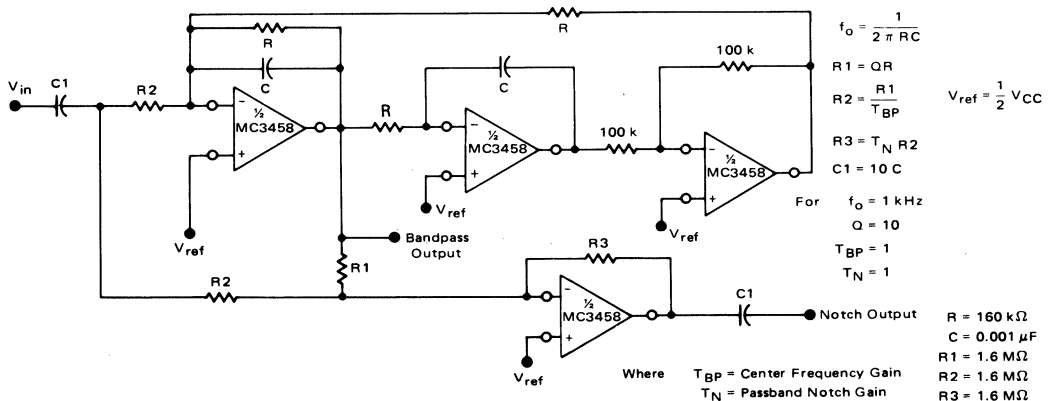 R
R
C
V_in
C1
R2
½
MC3458
V_ref
R
C
½
MC3458
V_ref
100 k
100 k
½
MC3458
V_ref
Bandpass
Output
R1
R2
R3
½
MC3458
V_ref
C1
Notch Output
f_o = 1 / 2 π RC
R1 = QR
R2 = R1 / T_BP
R3 = T_N R2
C1 = 10 C
V_ref = 1/2 V_CC
For f_o = 1 kHz
Q = 10
T_BP = 1
T_N = 1
R = 160 kΩ
C = 0.001 μF
R1 = 1.6 MΩ
R2 = 1.6 MΩ
R3 = 1.6 MΩ
Where T_BP = Center Frequency Gain
T_N = Passband Notch Gain